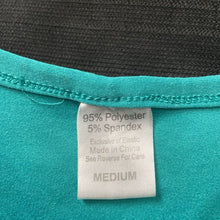 95% Polyester
5% Spandex
Exclusive of Elastic
Made in China
See Reverse For Care
MEDIUM